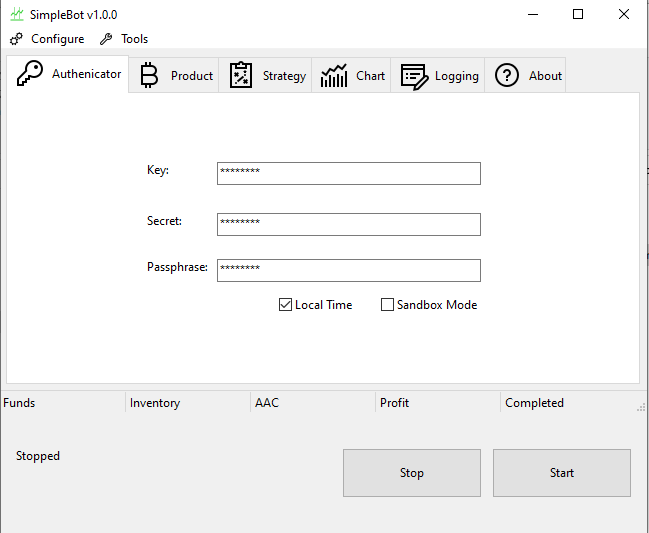 SimpleBot v1.0.0
Configure Tools
Authenicator Product Strategy Chart Logging About
Key: ********
Secret: ********
Passphrase: ********
Local Time Sandbox Mode
Funds Inventory AAC Profit Completed
Stopped Stop Start